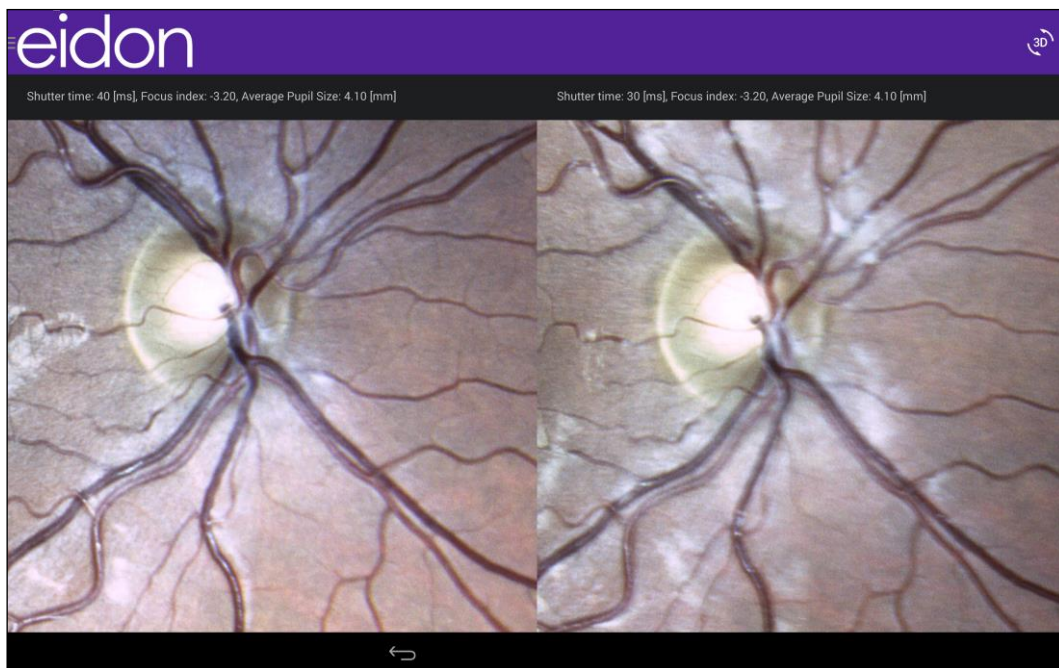 eidon
3D
Shutter time: 40 [ms], Focus index: -3.20, Average Pupil Size: 4.10 [mm]
Shutter time: 30 [ms], Focus index: -3.20, Average Pupil Size: 4.10 [mm]